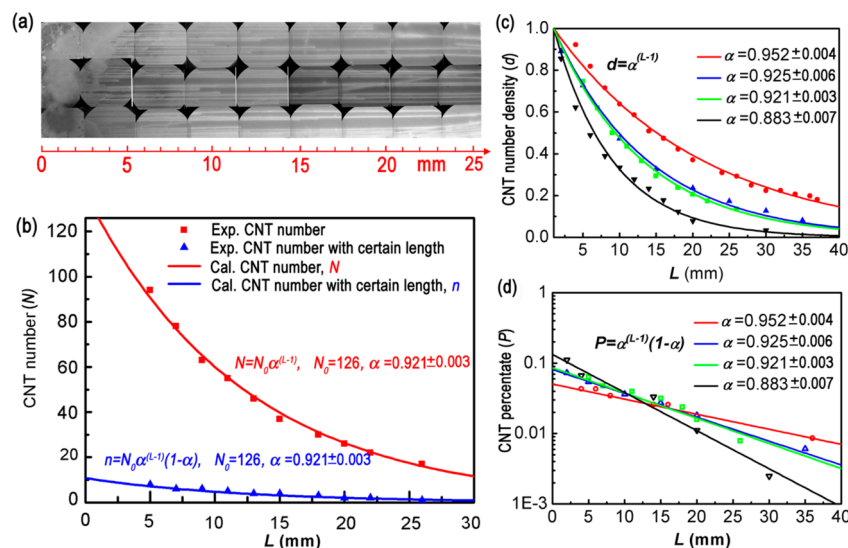 (a)
0 5 10 15 20 25
mm
(b)
CNT number (N)
120
100
80
60
40
20
0
Exp. CNT number
Exp. CNT number with certain length
Cal. CNT number, N
Cal. CNT number with certain length, n
N=N₀α^(L-1), N₀=126, α=0.921±0.003
n=N₀α^(L-1)(1-α), N₀=126, α=0.921±0.003
0 5 10 15 20 25 30
L (mm)
(c)
CNT number density (d)
1.0
0.8
0.6
0.4
0.2
0.0
d=α^(L-1)
α=0.952±0.004
α=0.925±0.006
α=0.921±0.003
α=0.883±0.007
5 10 15 20 25 30 35 40
L (mm)
(d)
CNT percentate (P)
1
0.1
0.01
1E-3
P=α^(L-1)(1-α)
α=0.952±0.004
α=0.925±0.006
α=0.921±0.003
α=0.883±0.007
0 5 10 15 20 25 30 35 40
L (mm)